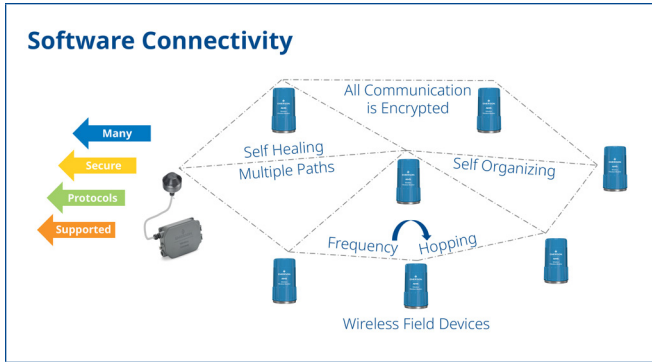 Software Connectivity
All Communication
is Encrypted
Many
Secure
Protocols
Supported
Self Healing
Multiple Paths
Self Organizing
Frequency
Hopping
Wireless Field Devices